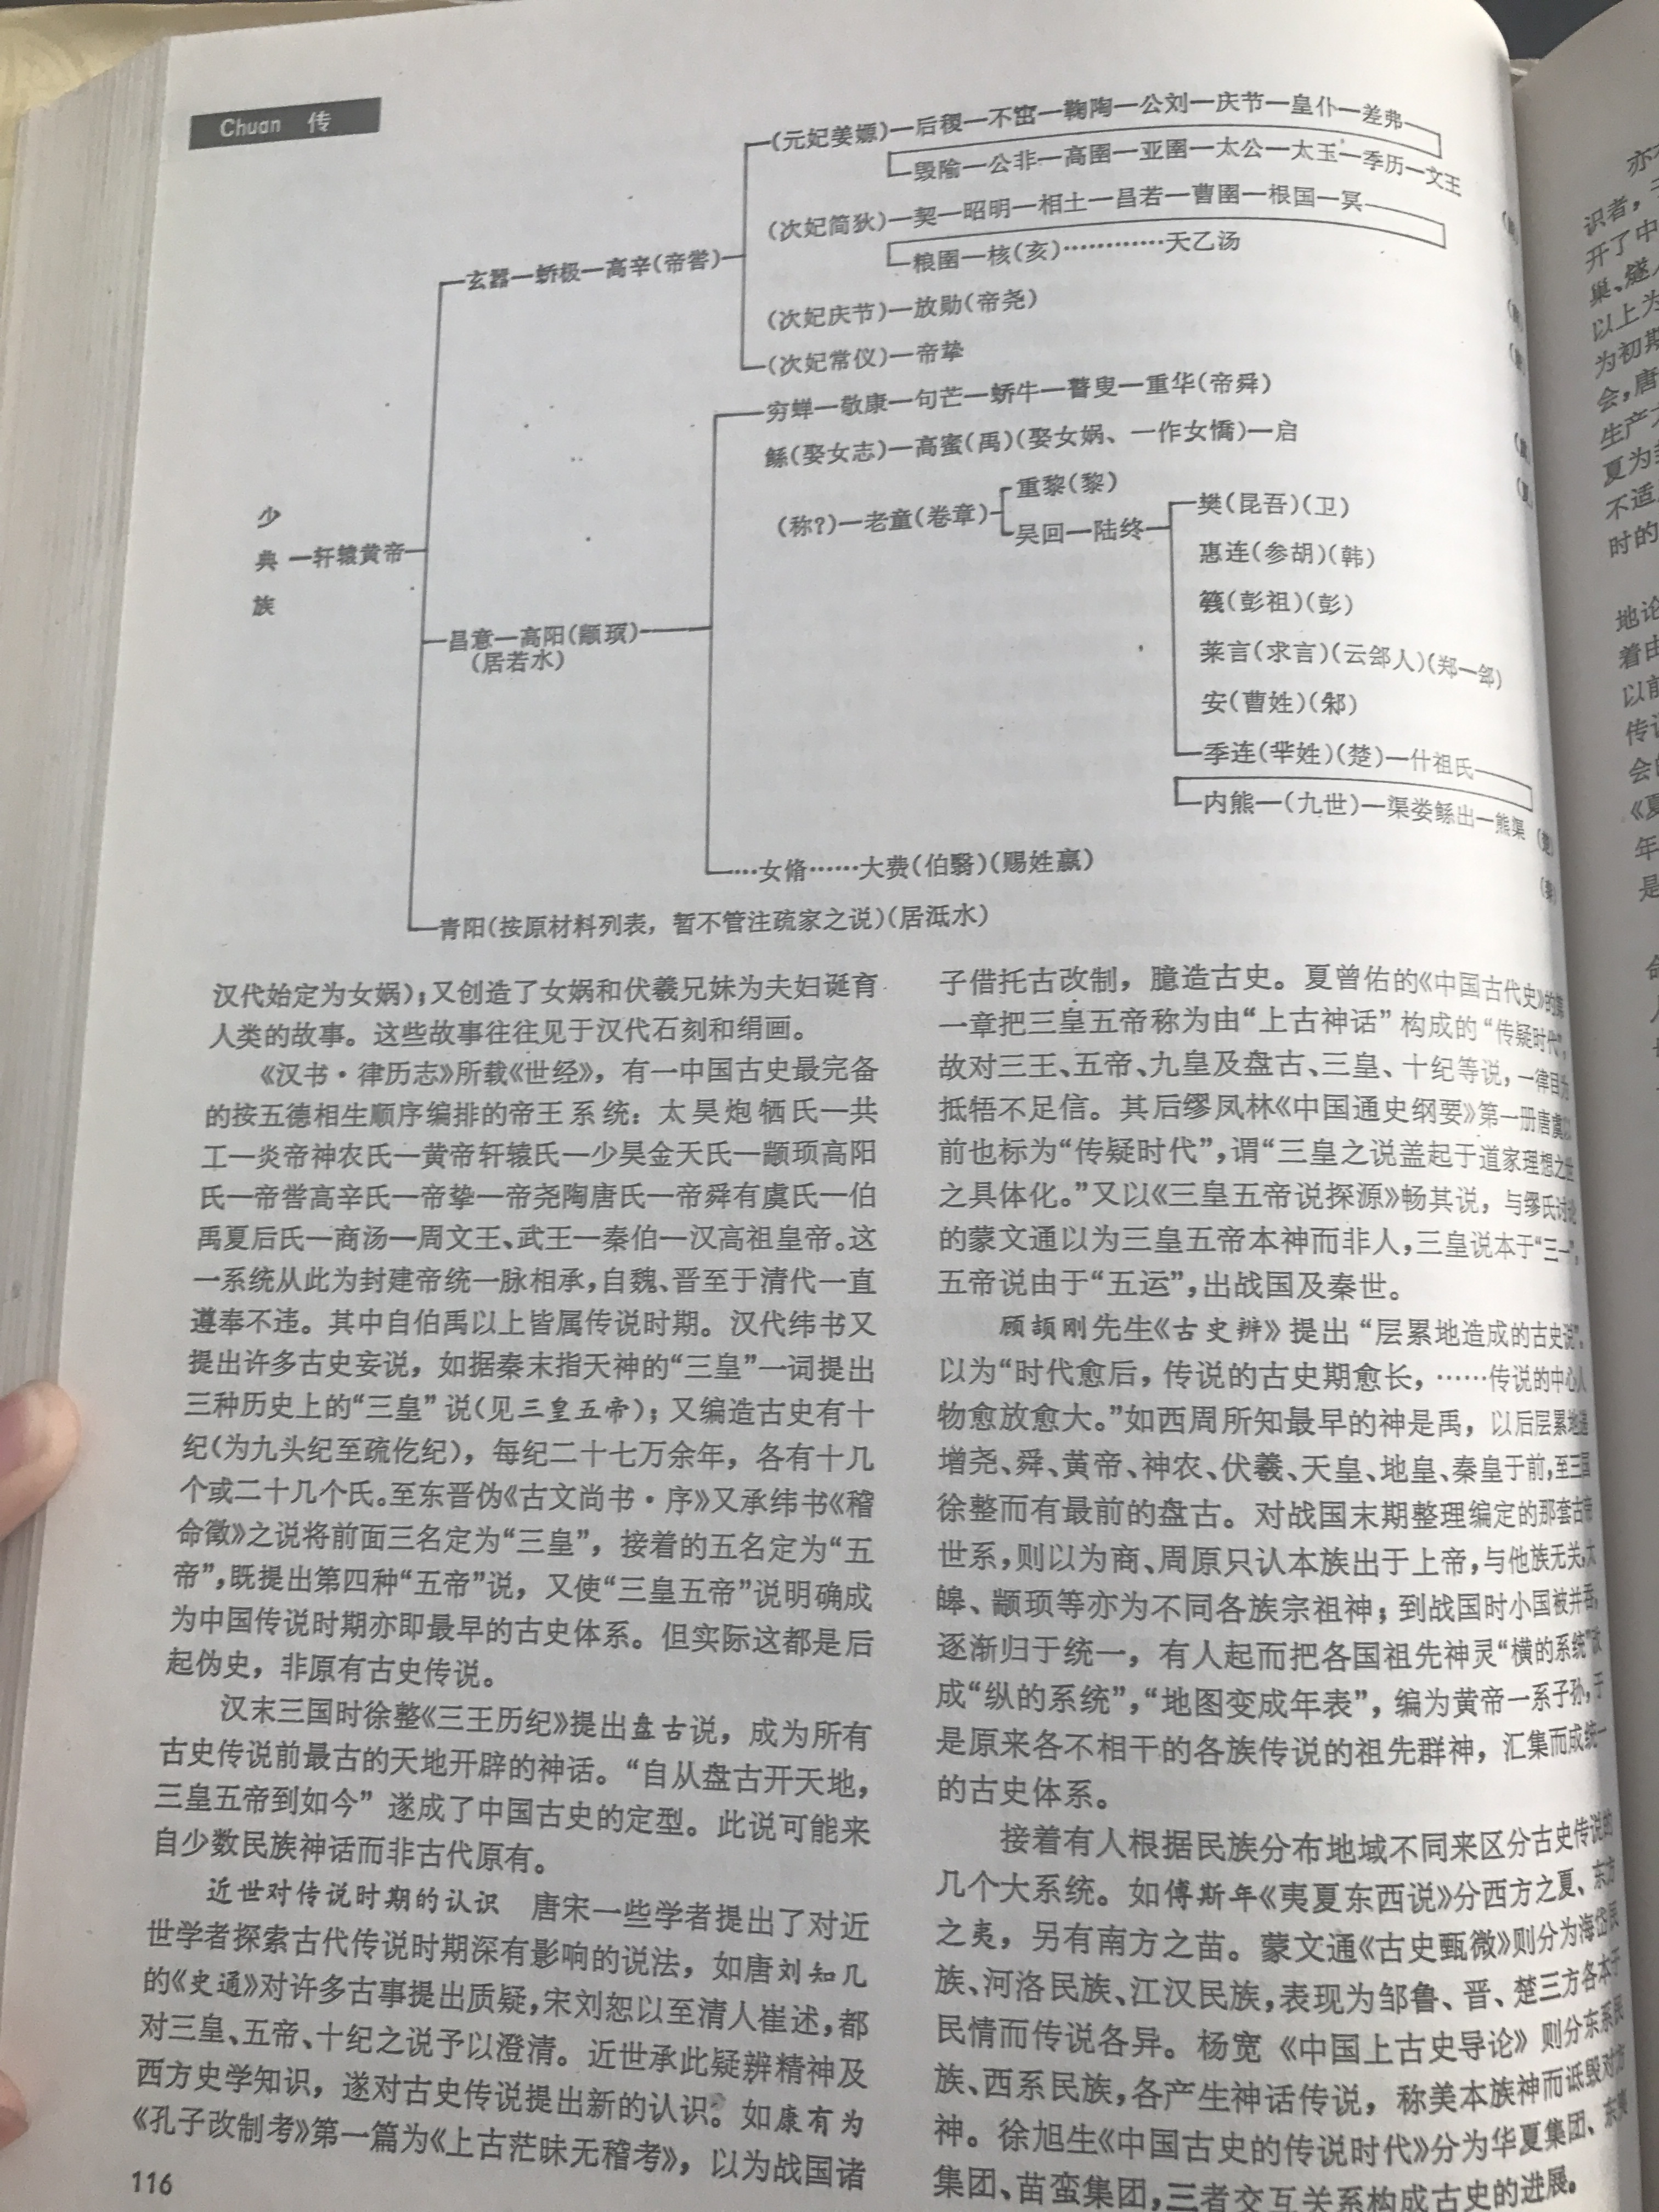 Chuan 传
(元妃姜嫄)—后稷—不窋—鞠陶—公刘—庆节—皇仆—差弗
毁隃—公非—高圉—亚圉—太公—太王—季历—文王
(次妃简狄)—契—昭明—相土—昌若—曹圉—根国—冥
粮圉—核(亥)…………天乙汤
玄嚣—蟜极—高辛(帝喾)
(次妃庆节)—放勋(帝尧)
(次妃常仪)—帝挚
穷蝉—敬康—句芒—蟜牛—瞽叟—重华(帝舜)
鲧(娶女志)—高蜜(禹)(娶女娲、一作女憍)—启
(称?)—老童(卷章)
重黎(黎)
吴回—陆终
樊(昆吾)(卫)
惠连(参胡)(韩)
籛(彭祖)(彭)
莱言(求言)(云郐人)(郑—郐)
安(曹姓)(邾)
季连(芈姓)(楚)—什祖氏
内熊—(九世)—渠娄鲧出—熊渠
少典族
—轩辕黄帝
昌意—高阳(颛顼)
(居若水)
…女脩……大费(伯翳)(赐姓嬴)
青阳(按原材料列表，暂不管注疏家之说)(居泜水)
汉代始定为女娲)；又创造了女娲和伏羲兄妹为夫妇诞育
人类的故事。这些故事往往见于汉代石刻和绢画。
《汉书·律历志》所载《世经》，有一中国古史最完备
的按五德相生顺序编排的帝王系统：太昊炮牺氏—共
工—炎帝神农氏—黄帝轩辕氏—少昊金天氏—颛顼高阳
氏—帝喾高辛氏—帝挚—帝尧陶唐氏—帝舜有虞氏—伯
禹夏后氏—商汤—周文王、武王—秦伯—汉高祖皇帝。这
一系统从此为封建帝统一脉相承，自魏、晋至于清代一直
遵奉不违。其中自伯禹以上皆属传说时期。汉代纬书又
提出许多古史妄说，如据秦末指天神的“三皇”一词提出
三种历史上的“三皇”说(见三皇五帝)；又编造古史有十
纪(为九头纪至疏仡纪)，每纪二十七万余年，各有十几
个或二十几个氏。至东晋伪《古文尚书·序》又承纬书《稽
命徵》之说将前面三名定为“三皇”，接着的五名定为“五
帝”，既提出第四种“五帝”说，又使“三皇五帝”说明确成
为中国传说时期亦即最早的古史体系。但实际这都是后
起伪史，非原有古史传说。
汉末三国时徐整《三王历纪》提出盘古说，成为所有
古史传说前最古的天地开辟的神话。“自从盘古开天地，
三皇五帝到如今”遂成了中国古史的定型。此说可能来
自少数民族神话而非古代原有。
近世对传说时期的认识 唐宋一些学者提出了对近
世学者探索古代传说时期深有影响的说法，如唐刘知几
的《史通》对许多古事提出质疑，宋刘恕以至清人崔述，都
对三皇、五帝、十纪之说予以澄清。近世承此疑辨精神及
西方史学知识，遂对古史传说提出新的认识。如康有为
《孔子改制考》第一篇为《上古茫昧无稽考》，以为战国诸
116
子借托古改制，臆造古史。夏曾佑的《中国古代史》的第
一章把三皇五帝称为由“上古神话”构成的“传疑时代”，
故对三王、五帝、九皇及盘古、三皇、十纪等说，一律目为
抵牾不足信。其后缪凤林《中国通史纲要》第一册唐虞以
前也标为“传疑时代”，谓“三皇之说盖起于道家理想之世
之具体化。”又以《三皇五帝说探源》畅其说，与缪氏讨论
的蒙文通以为三皇五帝本神而非人，三皇说本于“三一”，
五帝说由于“五运”，出战国及秦世。
顾颉刚先生《古史辨》提出“层累地造成的古史说”，
以为“时代愈后，传说的古史期愈长，……传说的中心人
物愈放愈大。”如西周所知最早的神是禹，以后层累地递
增尧、舜、黄帝、神农、伏羲、天皇、地皇、秦皇于前，至三国
徐整而有最前的盘古。对战国末期整理编定的那套古帝
世系，则以为商、周原只认本族出于上帝，与他族无关，太
皞、颛顼等亦为不同各族宗祖神；到战国时小国被并吞，
逐渐归于统一，有人起而把各国祖先神灵“横的系统”改
成“纵的系统”，“地图变成年表”，编为黄帝一系子孙，于
是原来各不相干的各族传说的祖先群神，汇集而成统一
的古史体系。
接着有人根据民族分布地域不同来区分古史传说的
几个大系统。如傅斯年《夷夏东西说》分西方之夏、东方
之夷，另有南方之苗。蒙文通《古史甄微》则分为海岱民
族、河洛民族、江汉民族，表现为邹鲁、晋、楚三方各本于
民情而传说各异。杨宽《中国上古史导论》则分东系民
族、西系民族，各产生神话传说，称美本族神而诋毁对方
神。徐旭生《中国古史的传说时代》分为华夏集团、东夷
集团、苗蛮集团，三者交互关系构成古史的进展。